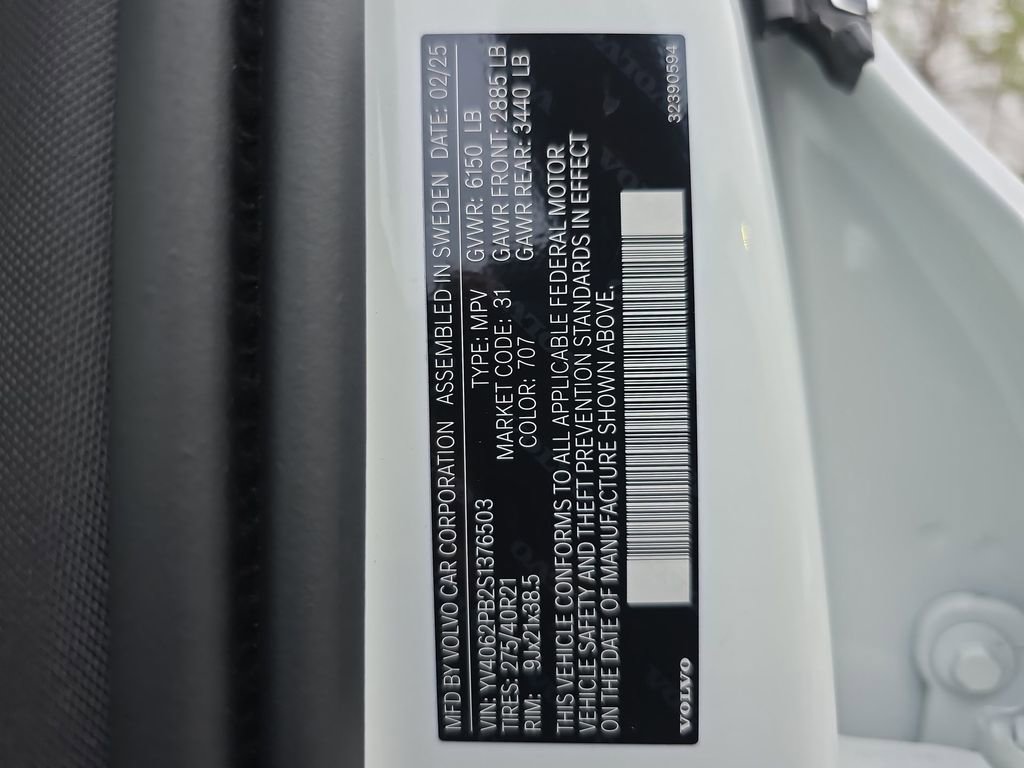 MFD BY VOLVO CAR CORPORATION ASSEMBLED IN SWEDEN DATE: 02/25
VIN: YV4062PB2S1376503 TYPE: MPV GVWR: 6150 LB
TIRES: 275/40R21 MARKET CODE: 31 GAWR FRONT: 2885 LB
RIM: 9Jx21x38.5 COLOR: 707 GAWR REAR: 3440 LB
THIS VEHICLE CONFORMS TO ALL APPLICABLE FEDERAL MOTOR
VEHICLE SAFETY AND THEFT PREVENTION STANDARDS IN EFFECT
ON THE DATE OF MANUFACTURE SHOWN ABOVE.
VOLVO 32390594